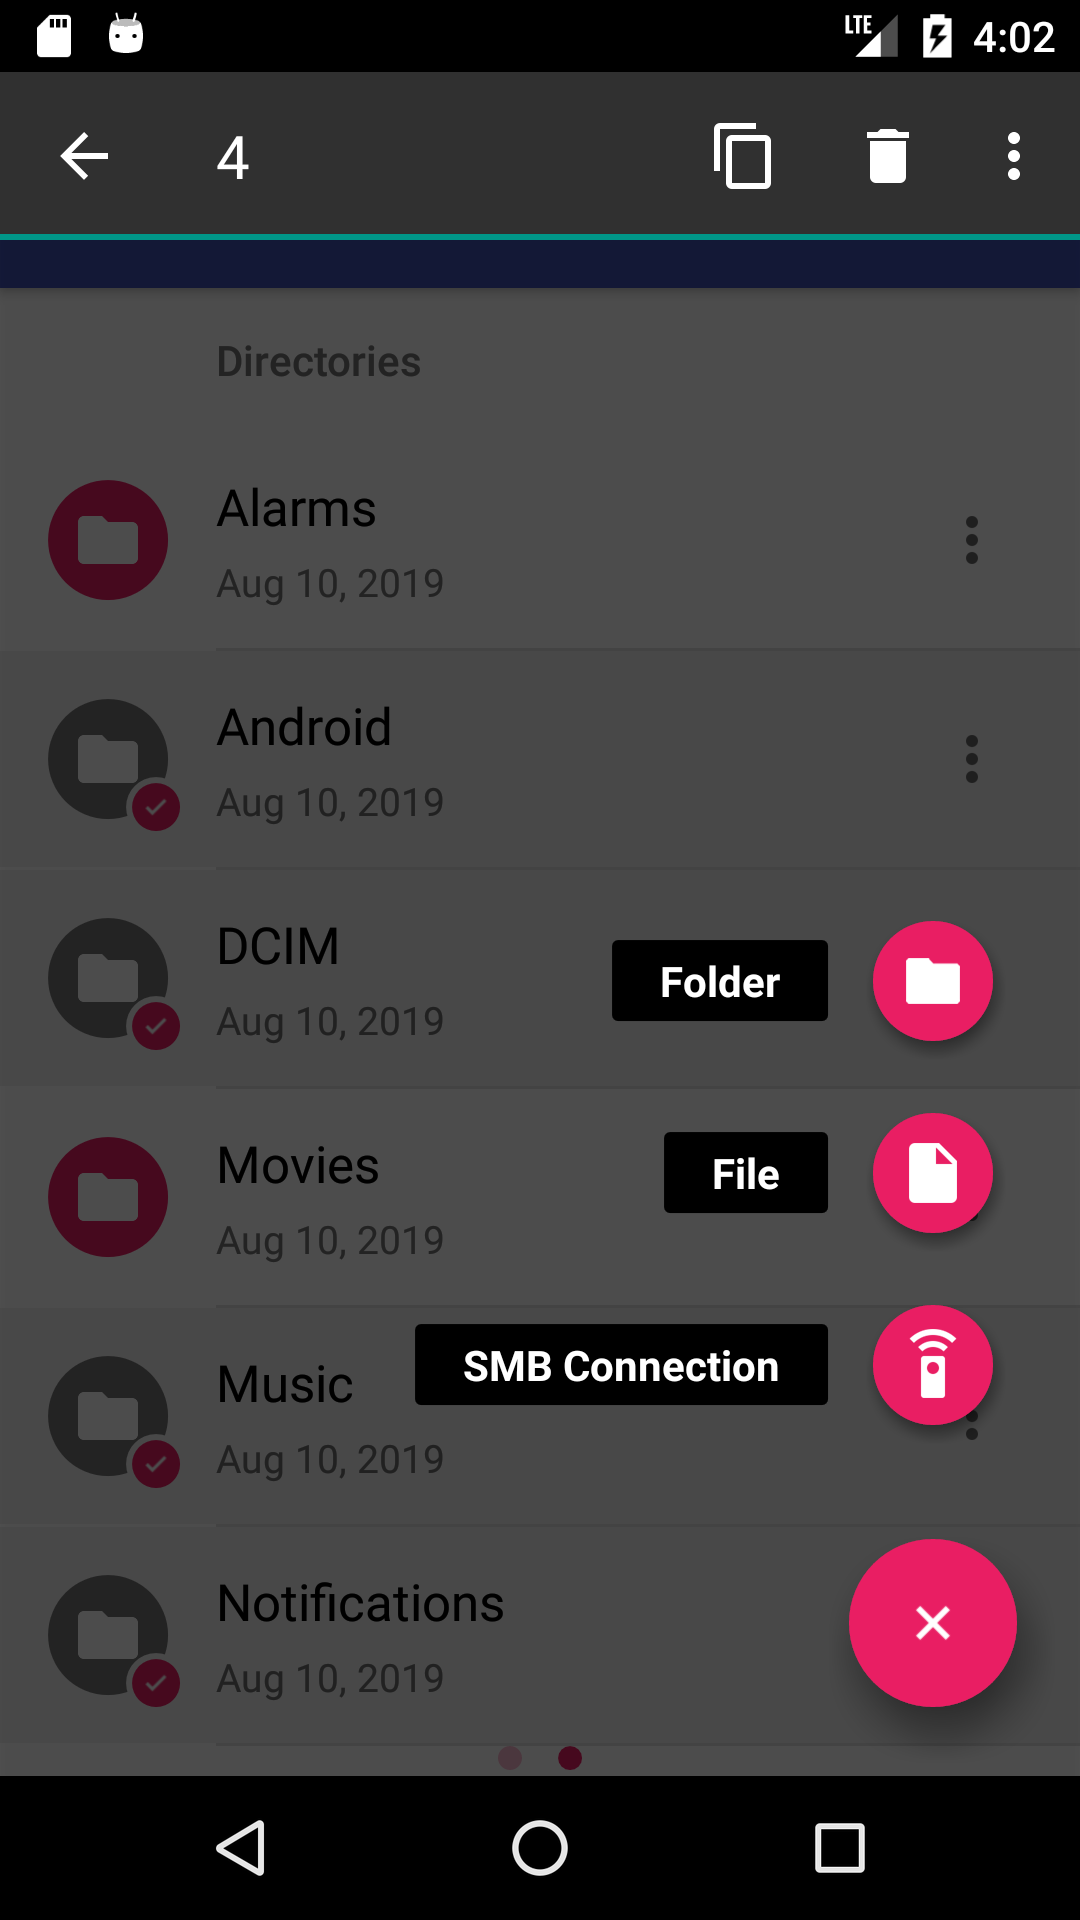 LTE 4:02
4
Directories
Alarms
Aug 10, 2019
Android
Aug 10, 2019
DCIM
Aug 10, 2019
Folder
Movies
Aug 10, 2019
File
SMB Connection
Music
Aug 10, 2019
Notifications
Aug 10, 2019